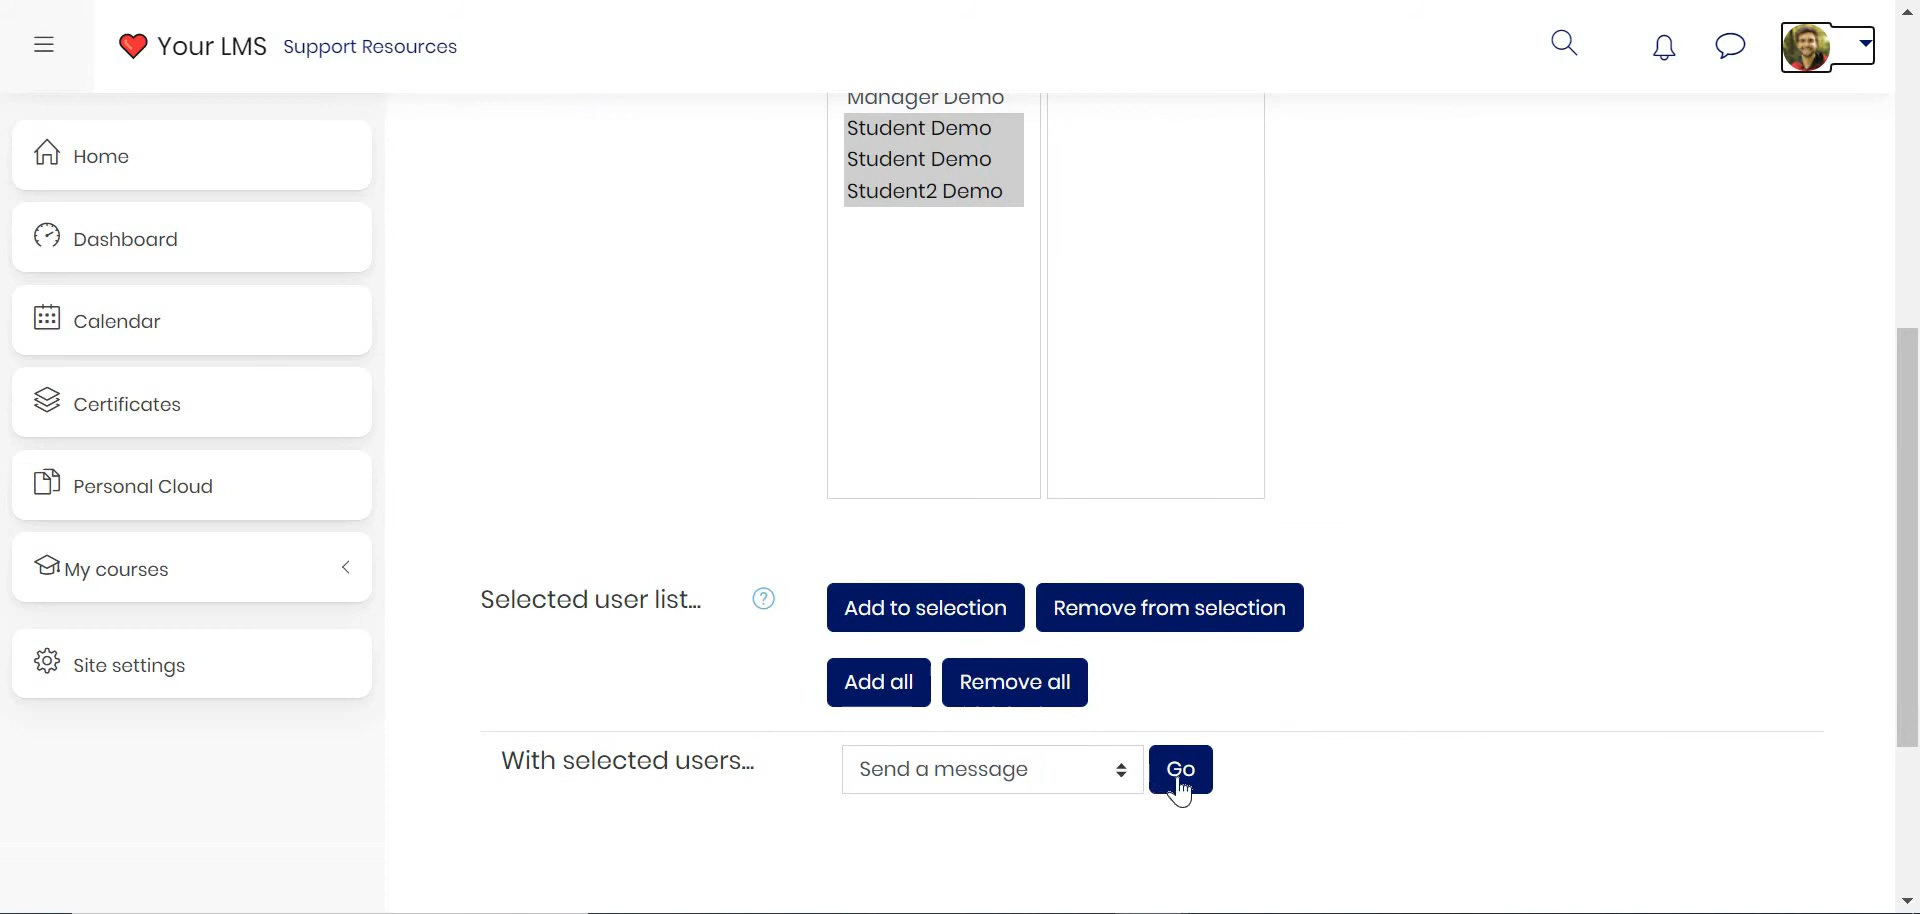 Your LMS Support Resources
Manager Demo
Student Demo
Student Demo
Student2 Demo
Home
Dashboard
Calendar
Certificates
Personal Cloud
My courses
Site settings
Selected user list... ? Add to selection Remove from selection
Add all Remove all
With selected users... Send a message Go